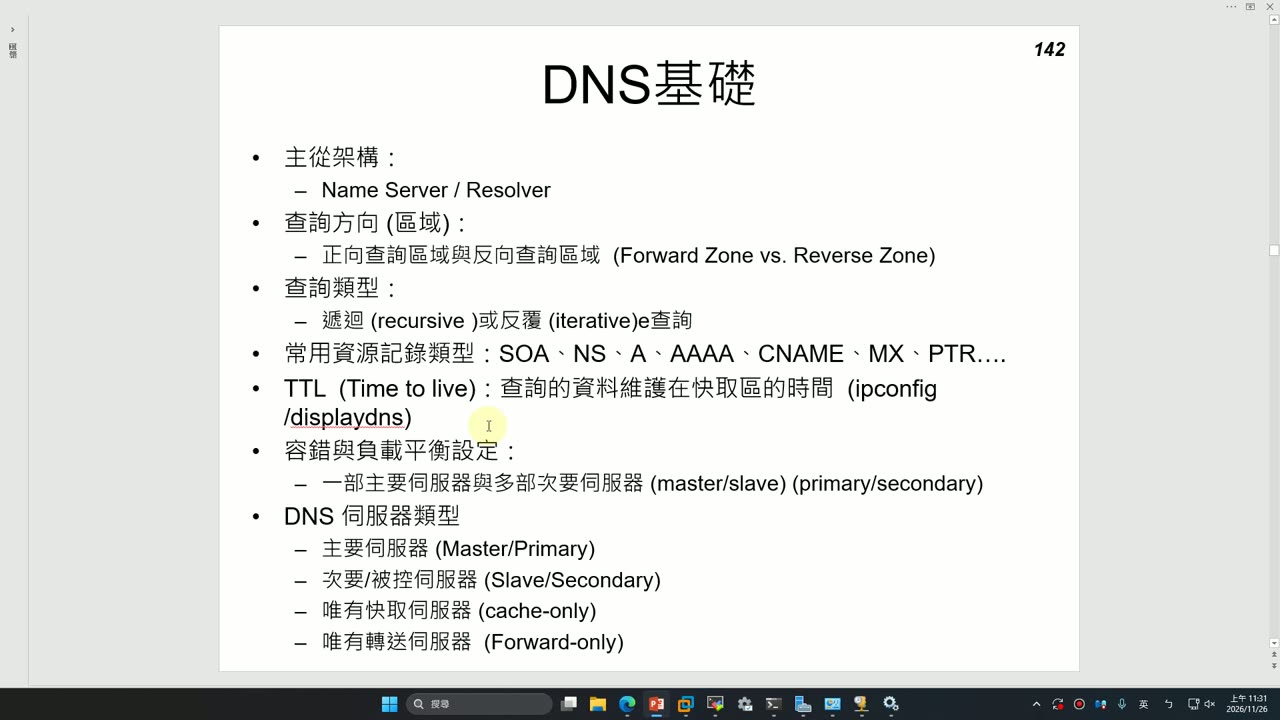 142
DNS基礎
• 主從架構：
– Name Server / Resolver
• 查詢方向 (區域)：
– 正向查詢區域與反向查詢區域 (Forward Zone vs. Reverse Zone)
• 查詢類型：
– 遞迴 (recursive )或反覆 (iterative)e查詢
• 常用資源記錄類型：SOA、NS、A、AAAA、CNAME、MX、PTR….
• TTL (Time to live)：查詢的資料維護在快取區的時間 (ipconfig
/displaydns)
• 容錯與負載平衡設定：
– 一部主要伺服器與多部次要伺服器 (master/slave) (primary/secondary)
• DNS 伺服器類型
– 主要伺服器 (Master/Primary)
– 次要/被控伺服器 (Slave/Secondary)
– 唯有快取伺服器 (cache-only)
– 唯有轉送伺服器 (Forward-only)
搜尋
英
ㄅ
上午 11:31
2026/11/26